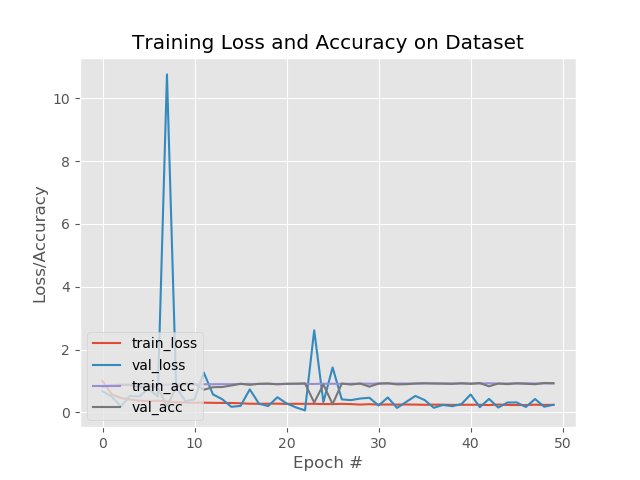 Training Loss and Accuracy on Dataset
Loss/Accuracy
10
8
6
4
2
0
train_loss
val_loss
train_acc
val_acc
0 10 20 30 40 50
Epoch #